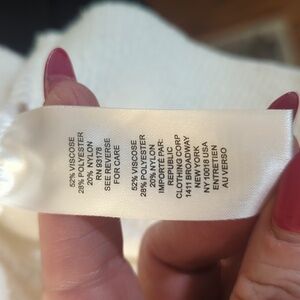 52% VISCOSE
28% POLYESTER
20% NYLON
RN 93178
SEE REVERSE
FOR CARE
52% VISCOSE
28% POLYESTER
20% NYLON
IMPORTÉ PAR:
REPUBLIC
CLOTHING CORP
1411 BROADWAY
NEW YORK
NY 10018 USA
ENTRETIEN
AU VERSO